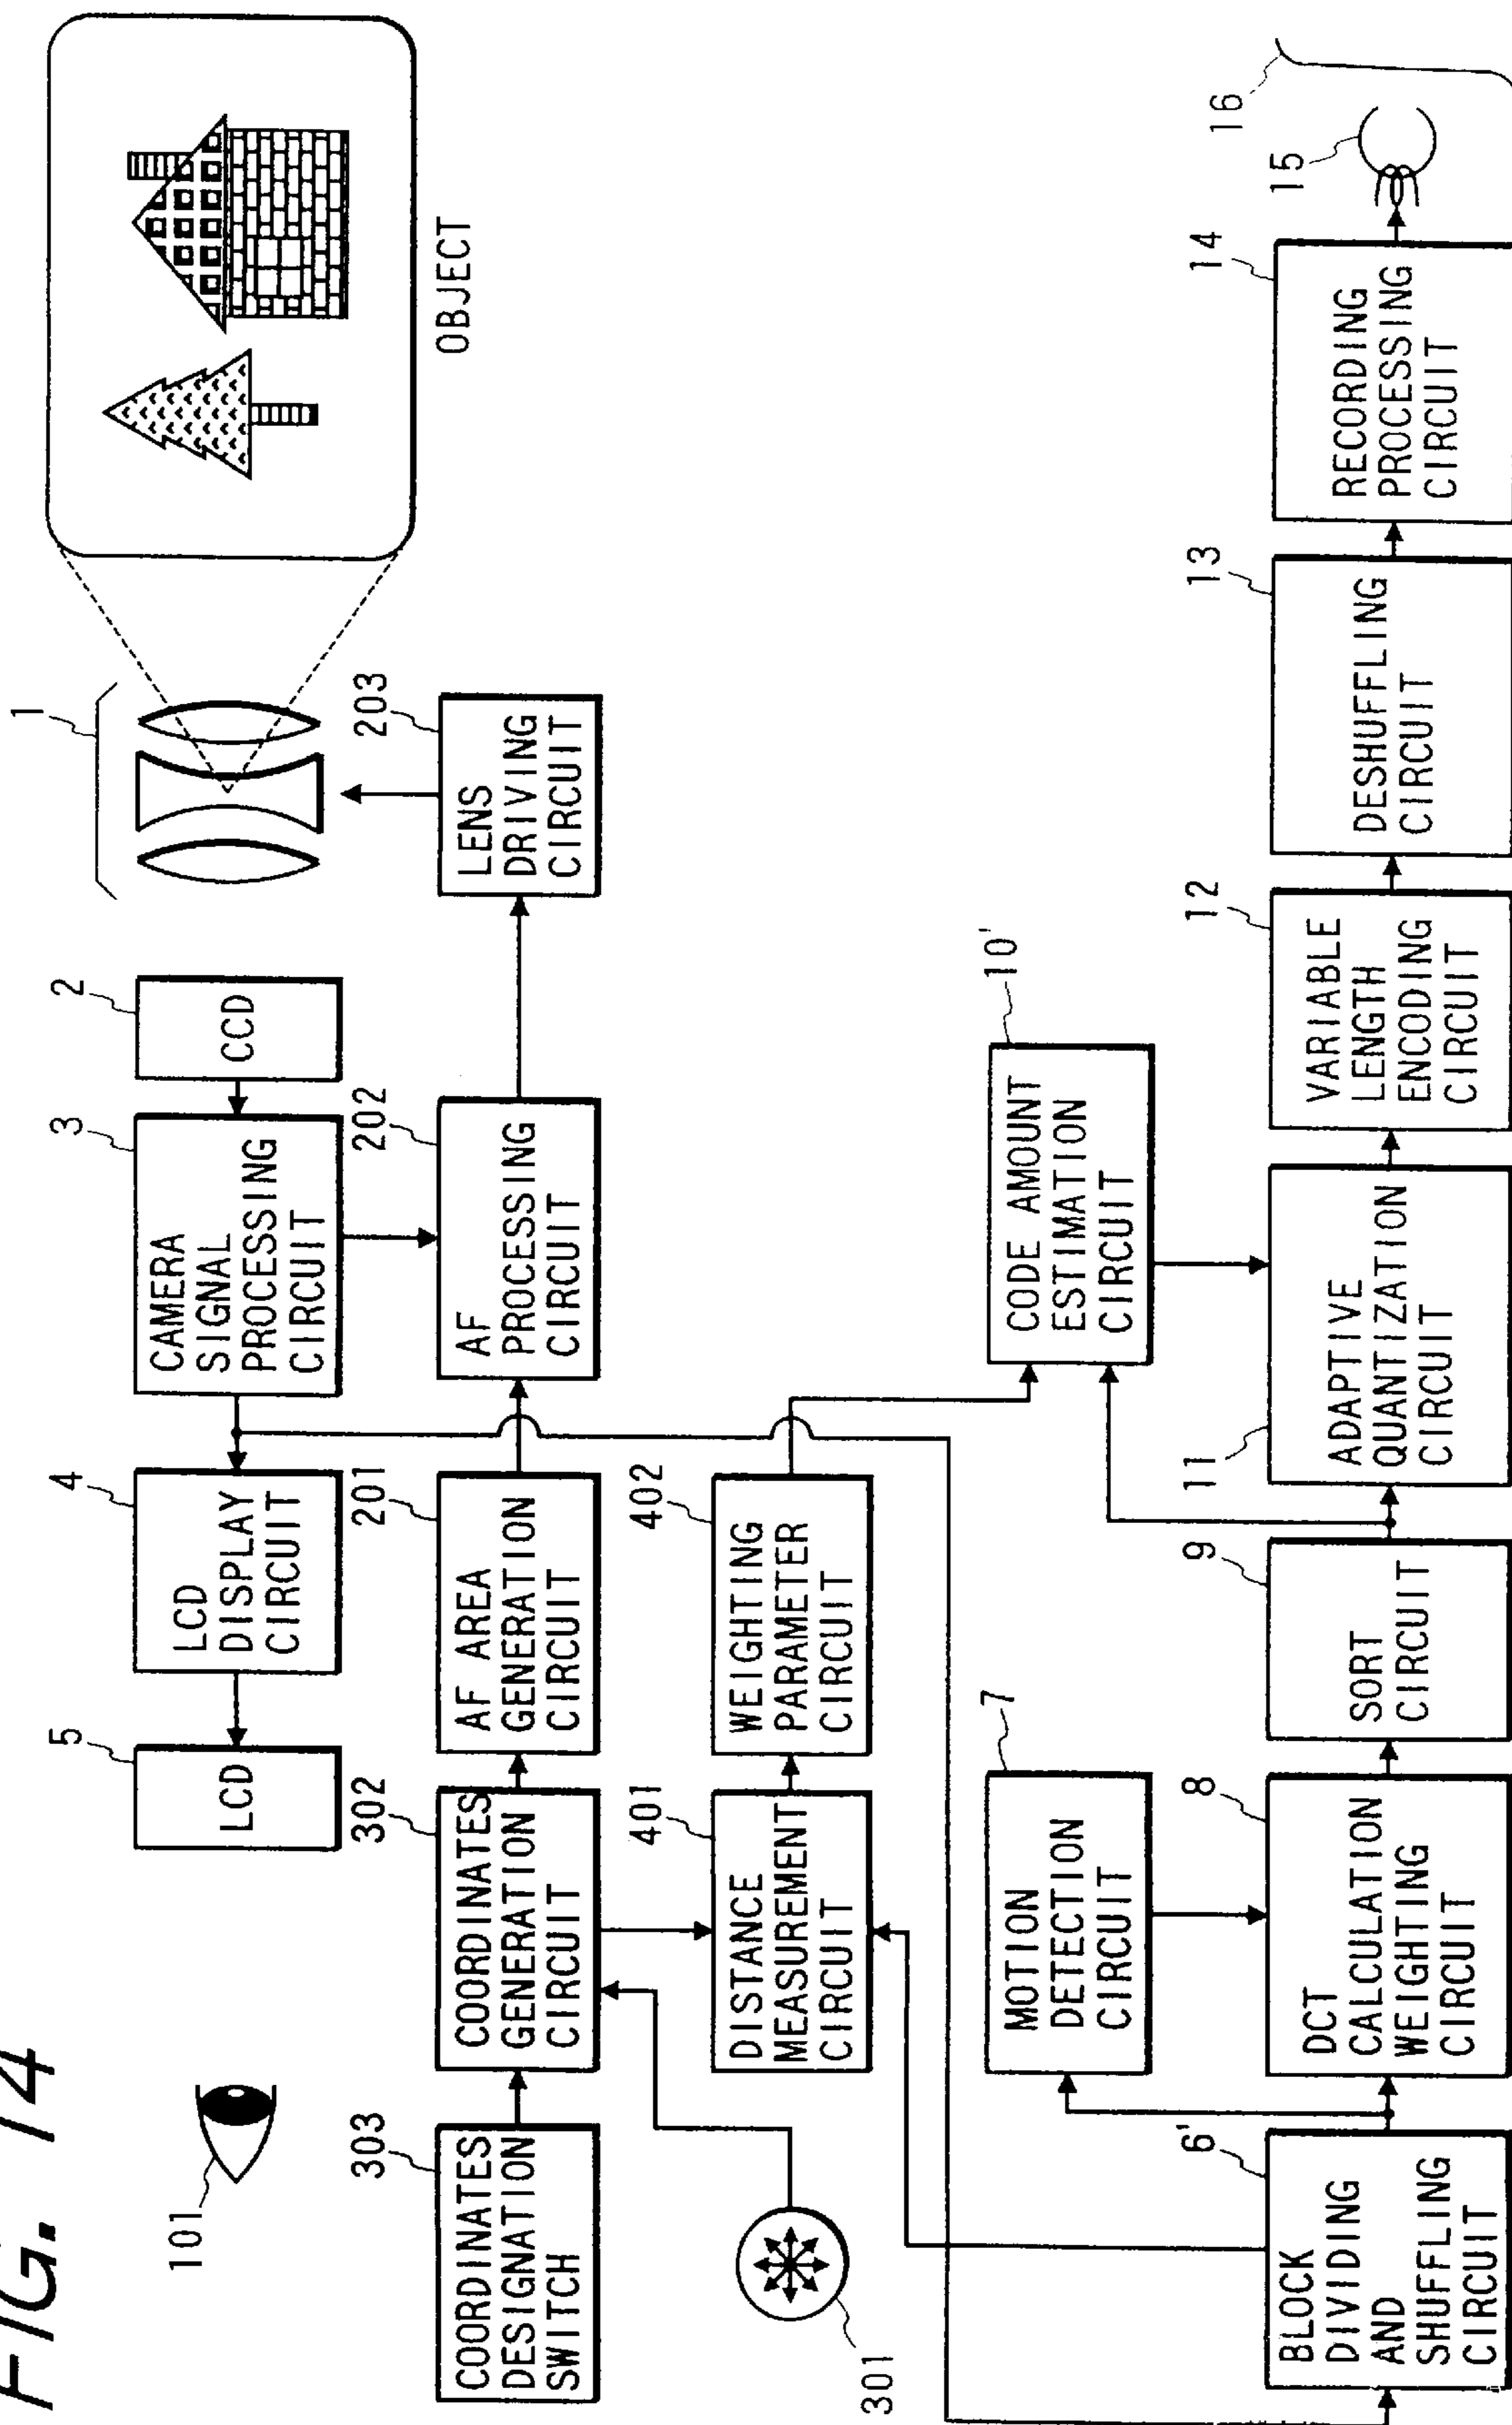 FIG. 14
1
OBJECT
2
CCD
3
CAMERA
SIGNAL
PROCESSING
CIRCUIT
4
LCD
DISPLAY
CIRCUIT
5
LCD
101
203
LENS
DRIVING
CIRCUIT
202
AF
PROCESSING
CIRCUIT
201
AF AREA
GENERATION
CIRCUIT
302
COORDINATES
GENERATION
CIRCUIT
303
COORDINATES
DESIGNATION
SWITCH
301
401
DISTANCE
MEASUREMENT
CIRCUIT
402
WEIGHTING
PARAMETER
CIRCUIT
7
MOTION
DETECTION
CIRCUIT
10'
CODE AMOUNT
ESTIMATION
CIRCUIT
6'
BLOCK
DIVIDING
AND
SHUFFLING
CIRCUIT
8
DCT
CALCULATION
WEIGHTING
CIRCUIT
9
SORT
CIRCUIT
11
ADAPTIVE
QUANTIZATION
CIRCUIT
12
VARIABLE
LENGTH
ENCODING
CIRCUIT
13
DESHUFFLING
CIRCUIT
14
RECORDING
PROCESSING
CIRCUIT
15
16